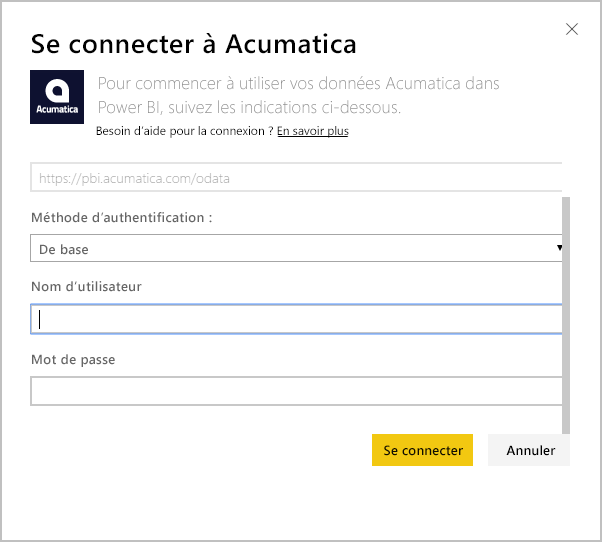 Se connecter à Acumatica
Acumatica
Pour commencer à utiliser vos données Acumatica dans
Power BI, suivez les indications ci-dessous.
Besoin d'aide pour la connexion ? En savoir plus
https://pbi.acumatica.com/odata
Méthode d'authentification :
De base
Nom d'utilisateur
Mot de passe
Se connecter
Annuler